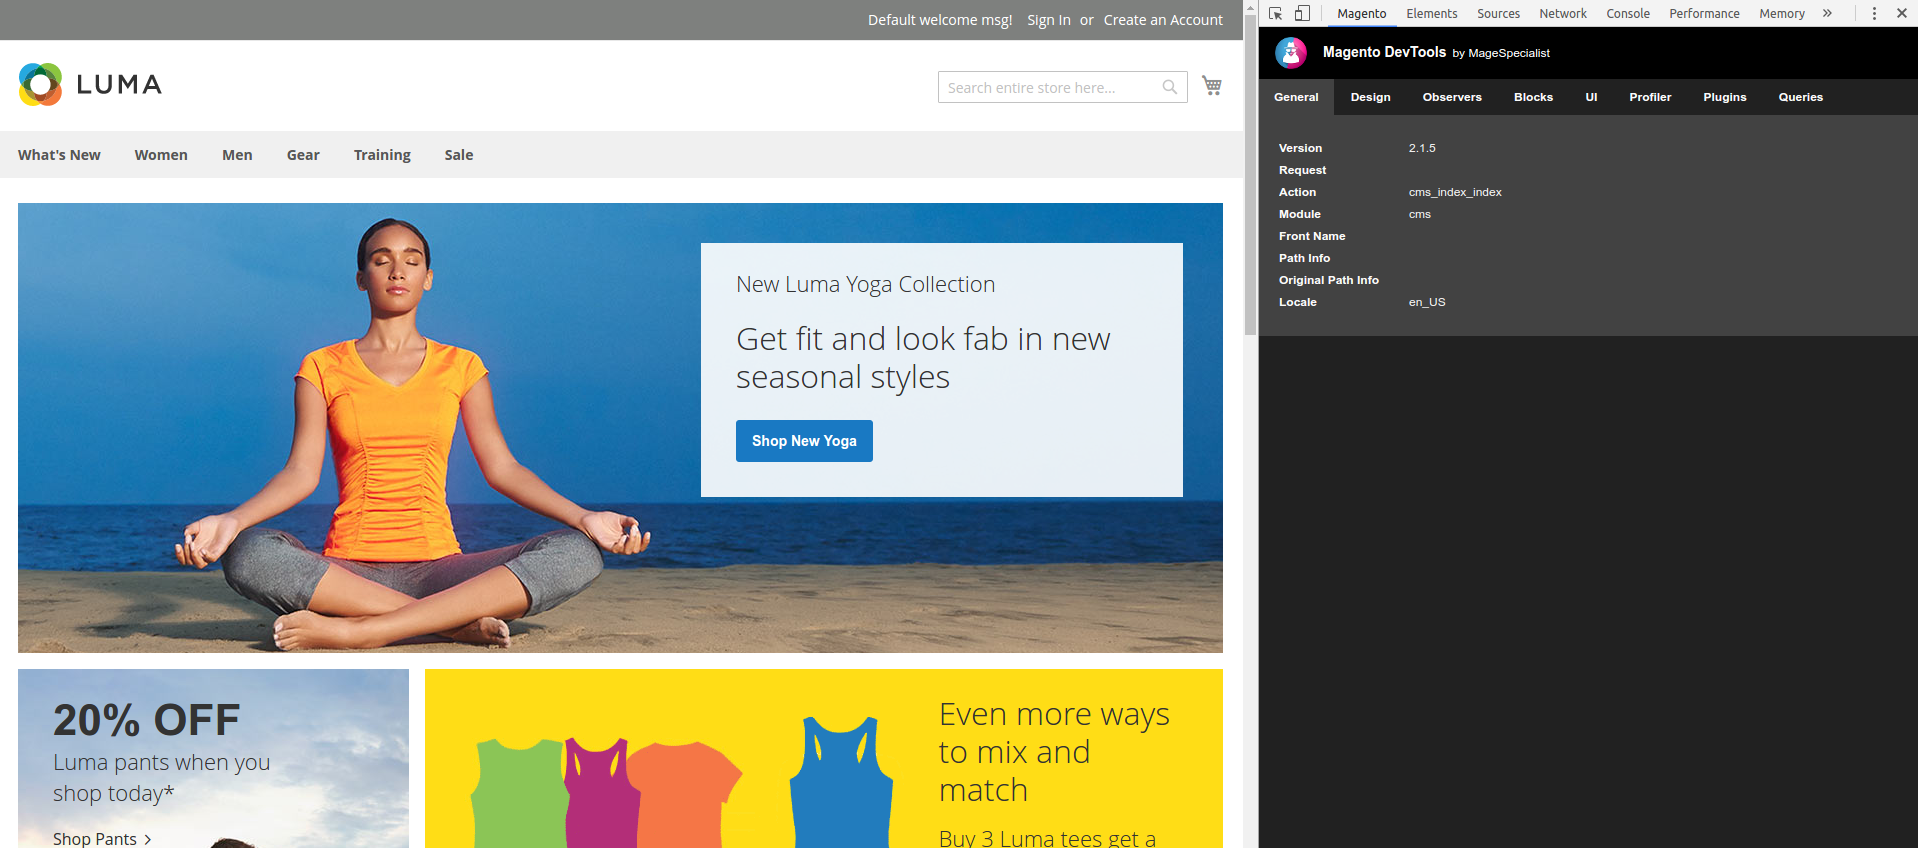 Default welcome msg! Sign In or Create an Account
LUMA
Search entire store here...
What's New Women Men Gear Training Sale
New Luma Yoga Collection
Get fit and look fab in new
seasonal styles
Shop New Yoga
20% OFF
Luma pants when you
shop today*
Shop Pants >
Even more ways
to mix and
match
Buy 3 Luma tees get a
Magento Elements Sources Network Console Performance Memory »
Magento DevTools by MageSpecialist
General Design Observers Blocks UI Profiler Plugins Queries
Version 2.1.5
Request
Action cms_index_index
Module cms
Front Name
Path Info
Original Path Info
Locale en_US